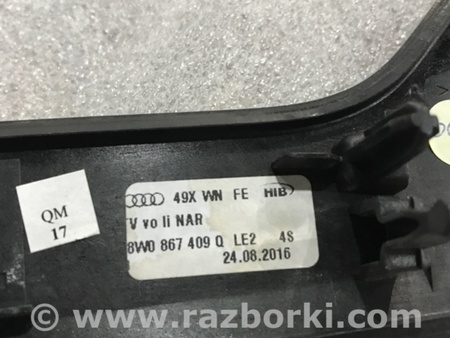 49X WN FE HIB
TV vo li NAR
8W0 867 409 Q LE2 4S
24.08.2016
QM
17
www.razborki.com